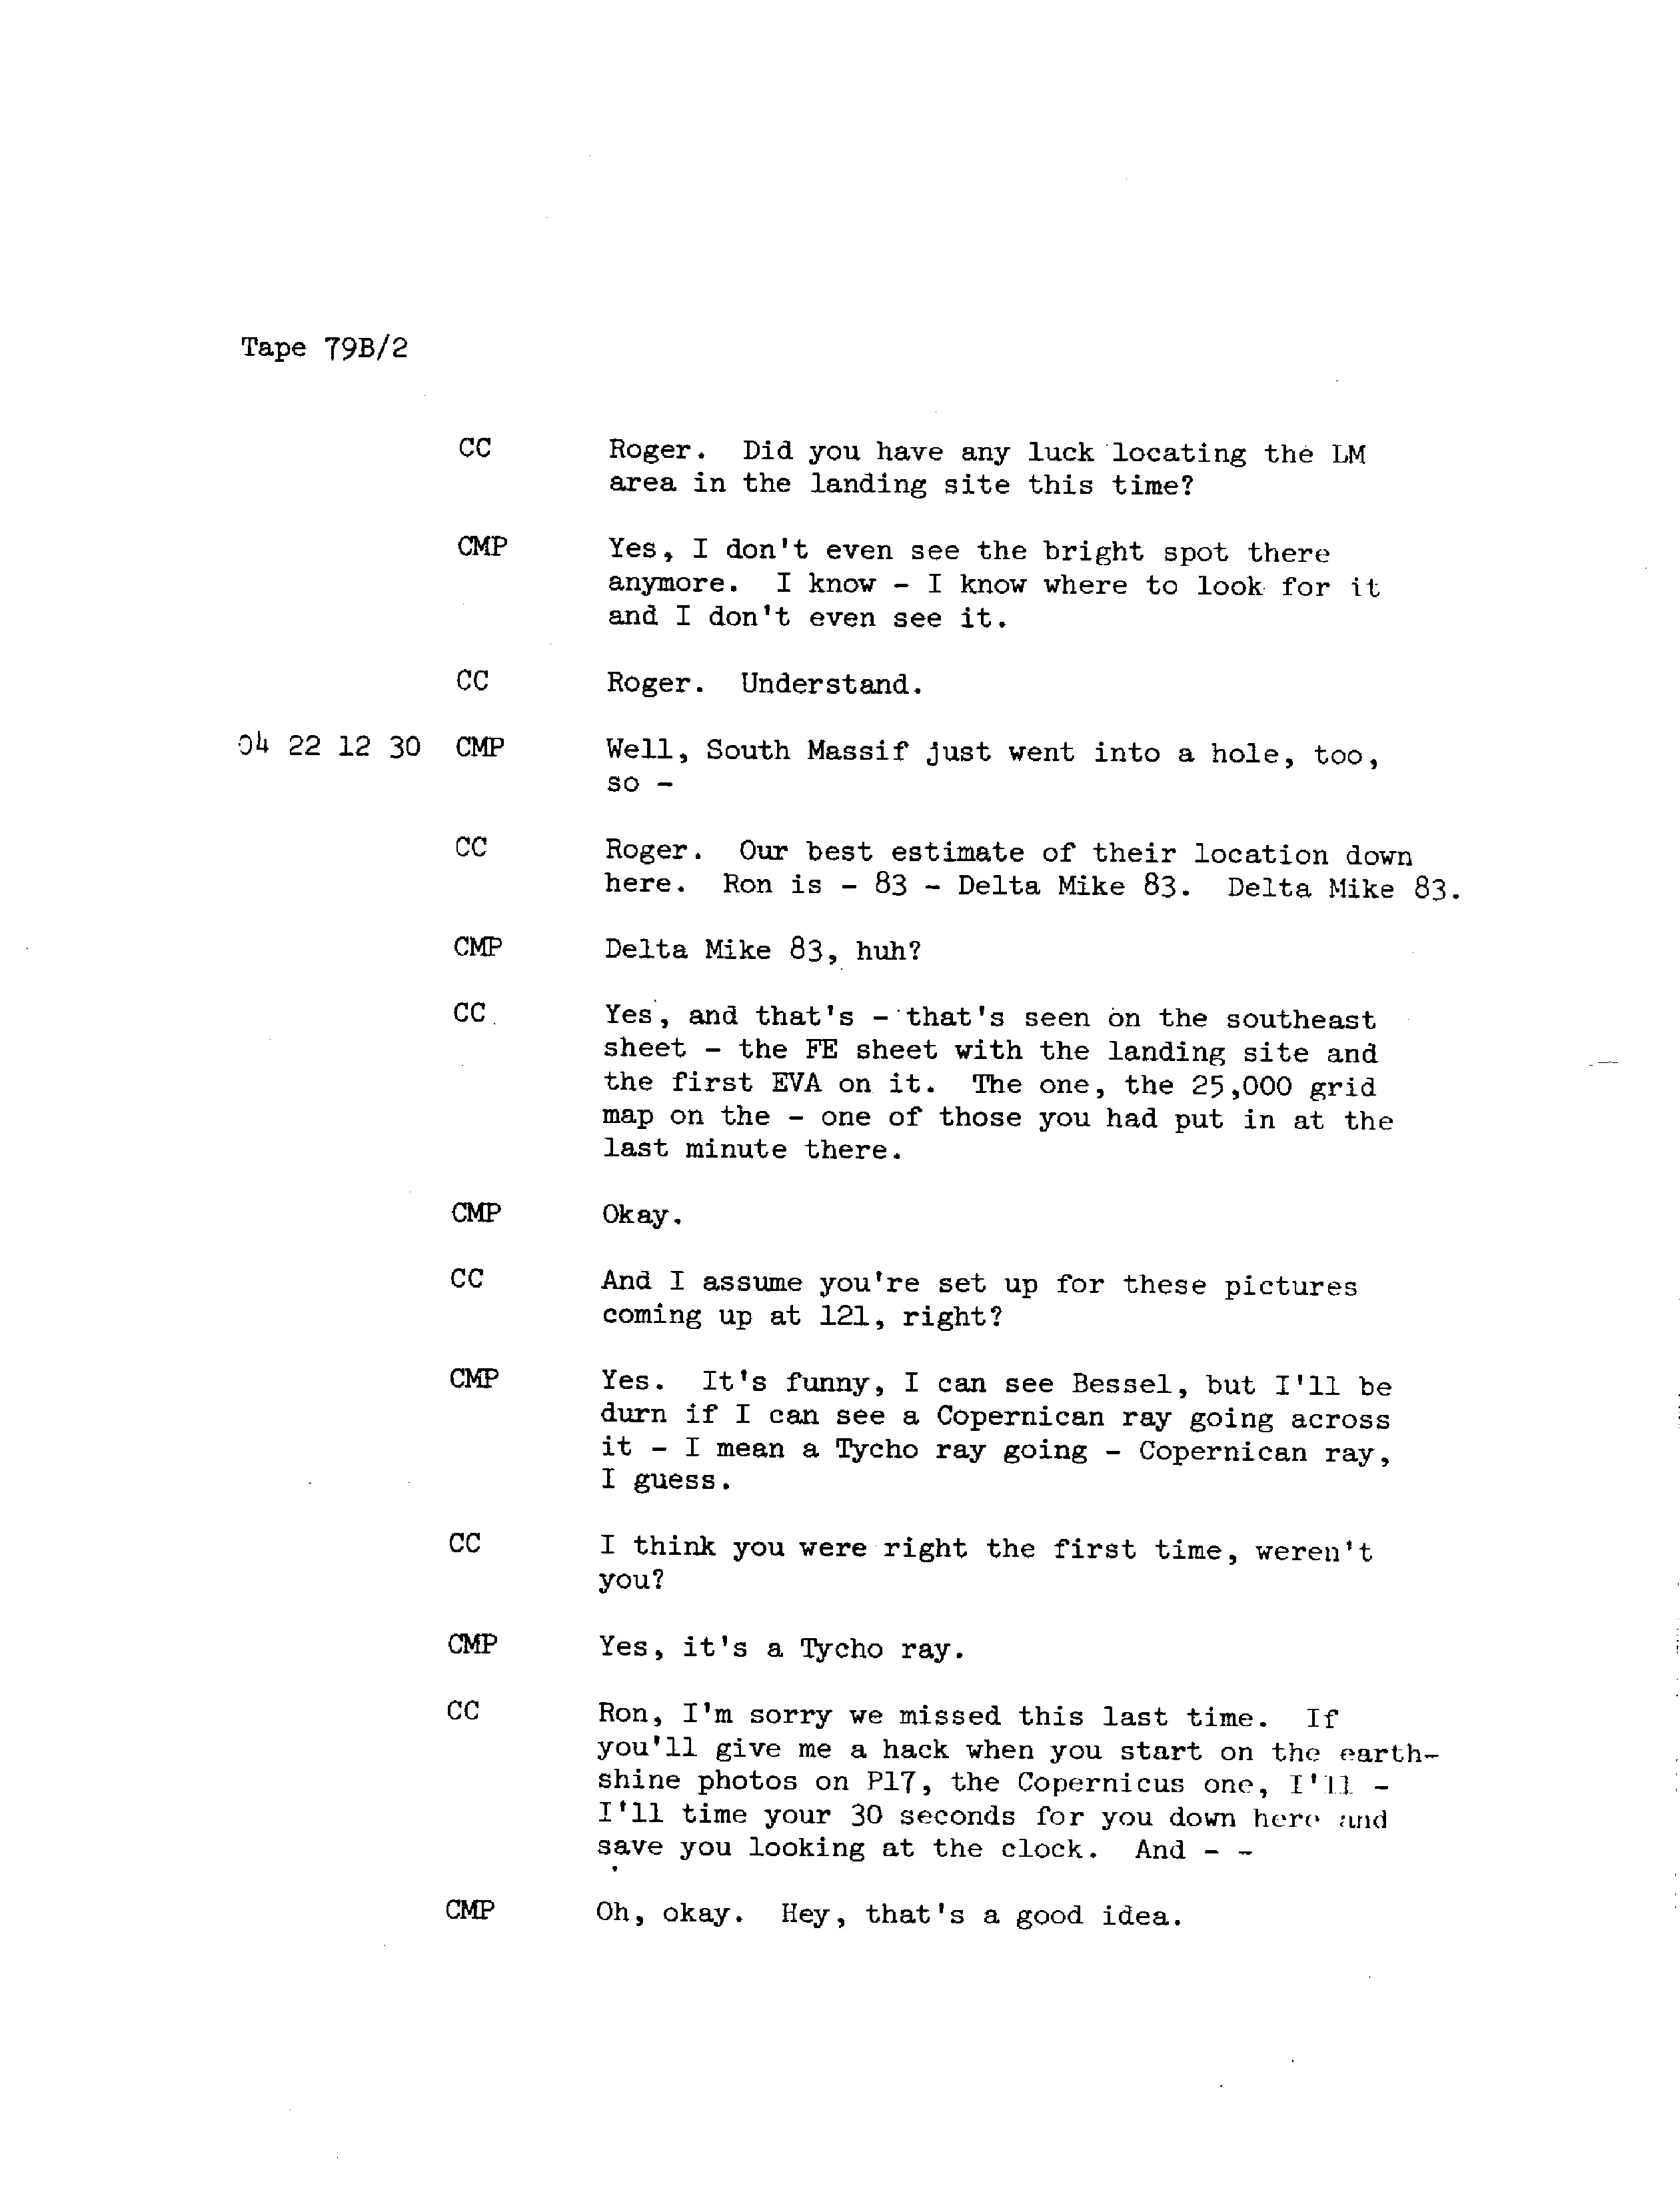 Tape 79B/2
CC Roger. Did you have any luck locating the LM
area in the landing site this time?
CMP Yes, I don't even see the bright spot there
anymore. I know - I know where to look for it
and I don't even see it.
CC Roger. Understand.
04 22 12 30 CMP Well, South Massif just went into a hole, too,
so -
CC Roger. Our best estimate of their location down
here. Ron is - 83 - Delta Mike 83. Delta Mike 83.
CMP Delta Mike 83, huh?
CC Yes, and that's - that's seen on the southeast
sheet - the FE sheet with the landing site and
the first EVA on it. The one, the 25,000 grid
map on the - one of those you had put in at the
last minute there.
CMP Okay.
CC And I assume you're set up for these pictures
coming up at 121, right?
CMP Yes. It's funny, I can see Bessel, but I'll be
durn if I can see a Copernican ray going across
it - I mean a Tycho ray going - Copernican ray,
I guess.
CC I think you were right the first time, weren't
you?
CMP Yes, it's a Tycho ray.
CC Ron, I'm sorry we missed this last time. If
you'll give me a hack when you start on the earth-
shine photos on P17, the Copernicus one, I'll -
I'll time your 30 seconds for you down here and
save you looking at the clock. And - -
CMP Oh, okay. Hey, that's a good idea.